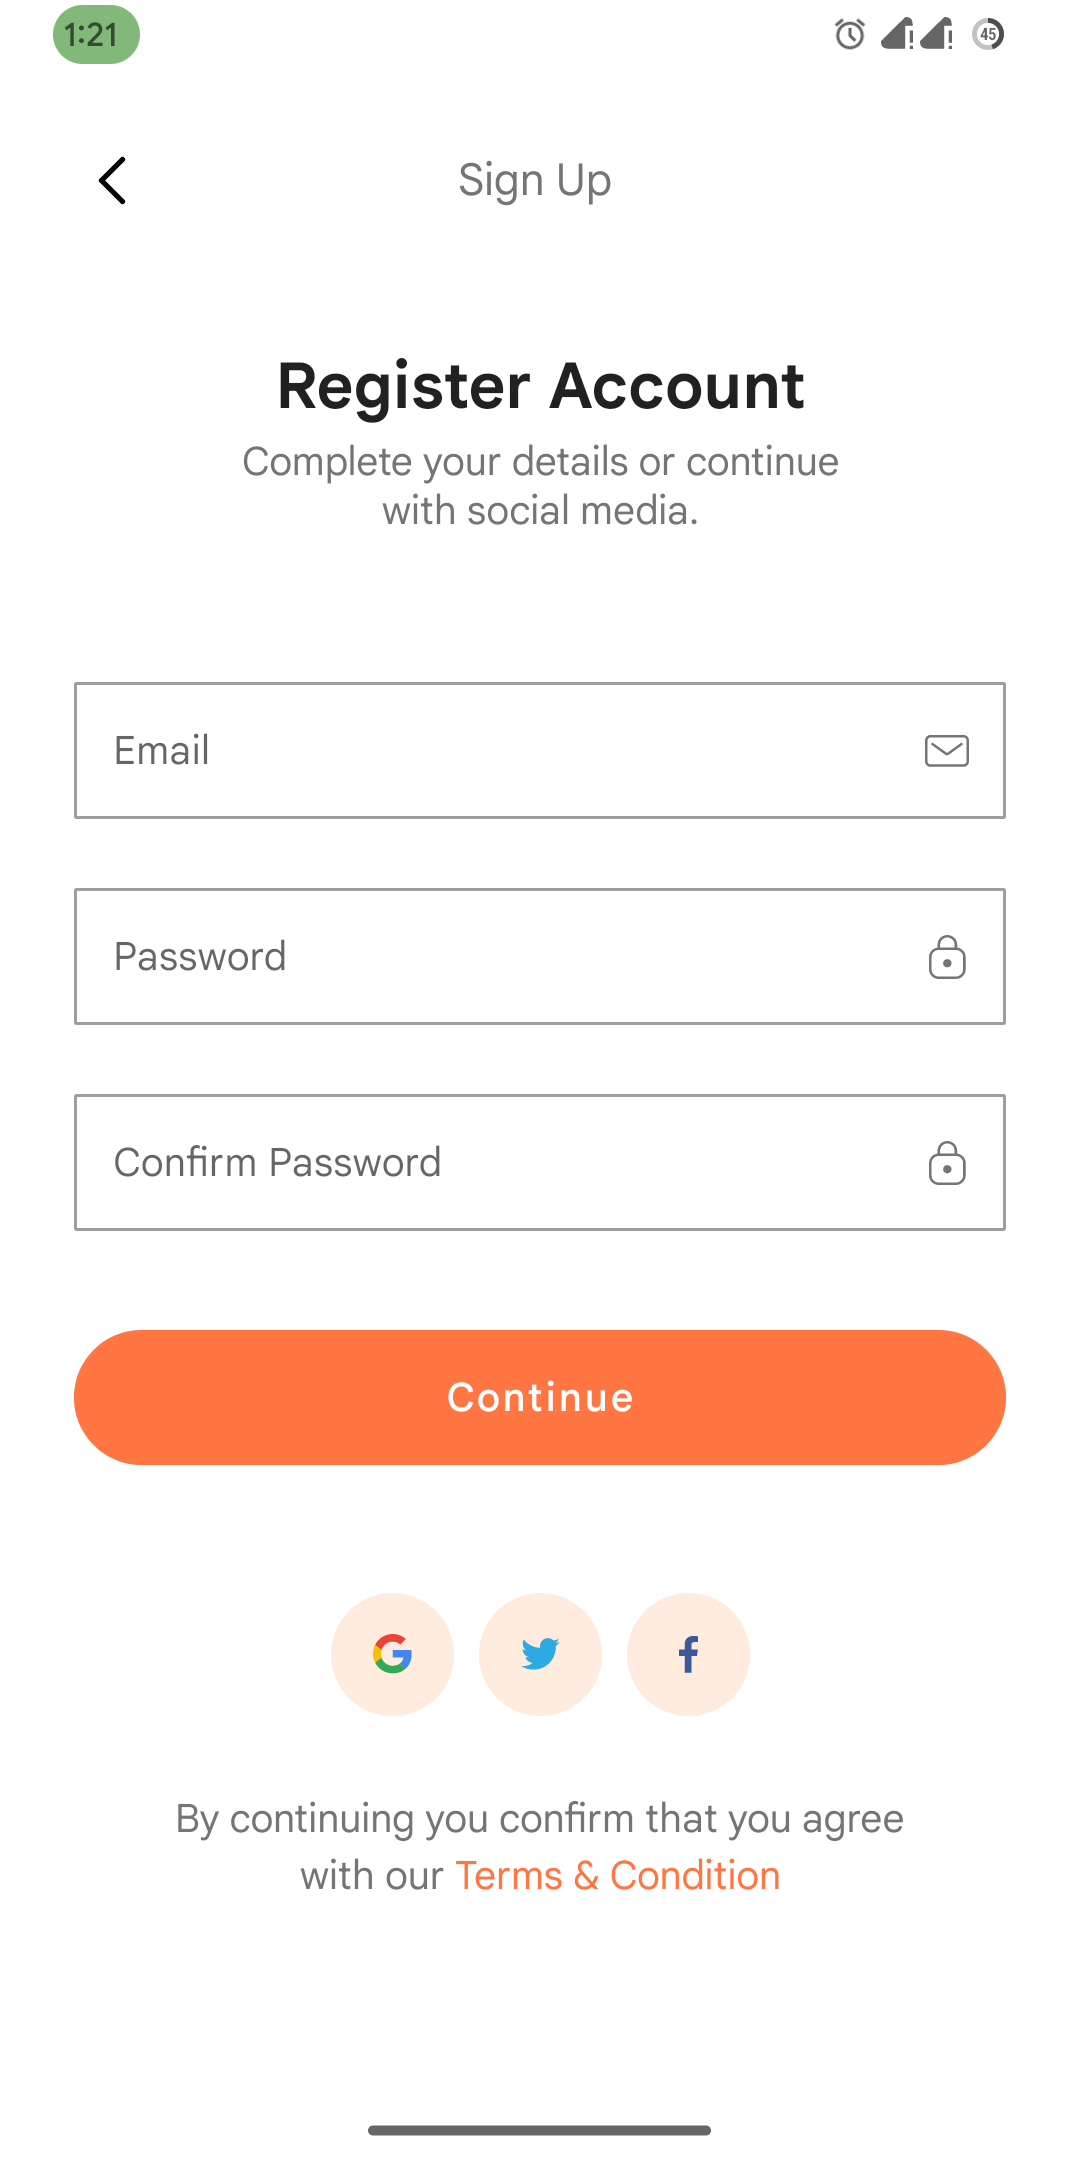 1:21
45
Sign Up
Register Account
Complete your details or continue
with social media.
Email
Password
Confirm Password
Continue
By continuing you confirm that you agree
with our Terms & Condition